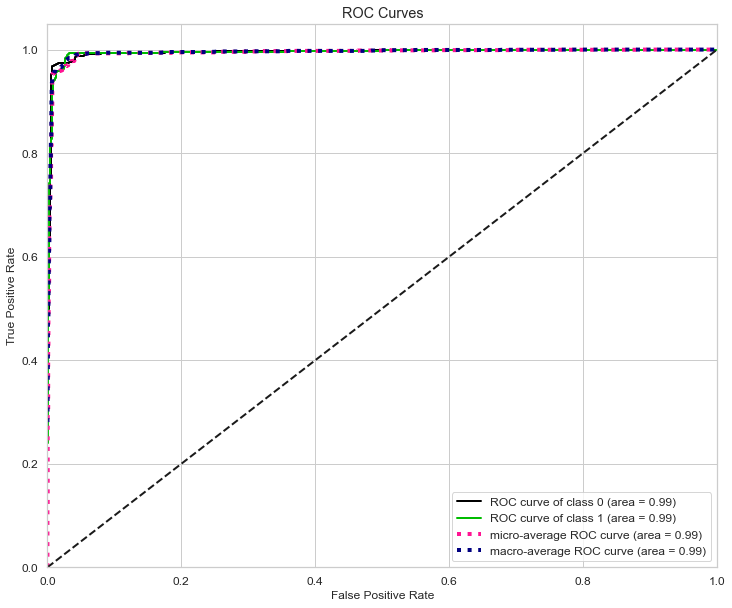 ROC Curves
1.0
0.8
0.6
0.4
0.2
0.0
True Positive Rate
ROC curve of class 0 (area = 0.99)
ROC curve of class 1 (area = 0.99)
micro-average ROC curve (area = 0.99)
macro-average ROC curve (area = 0.99)
0.0 0.2 0.4 0.6 0.8 1.0
False Positive Rate